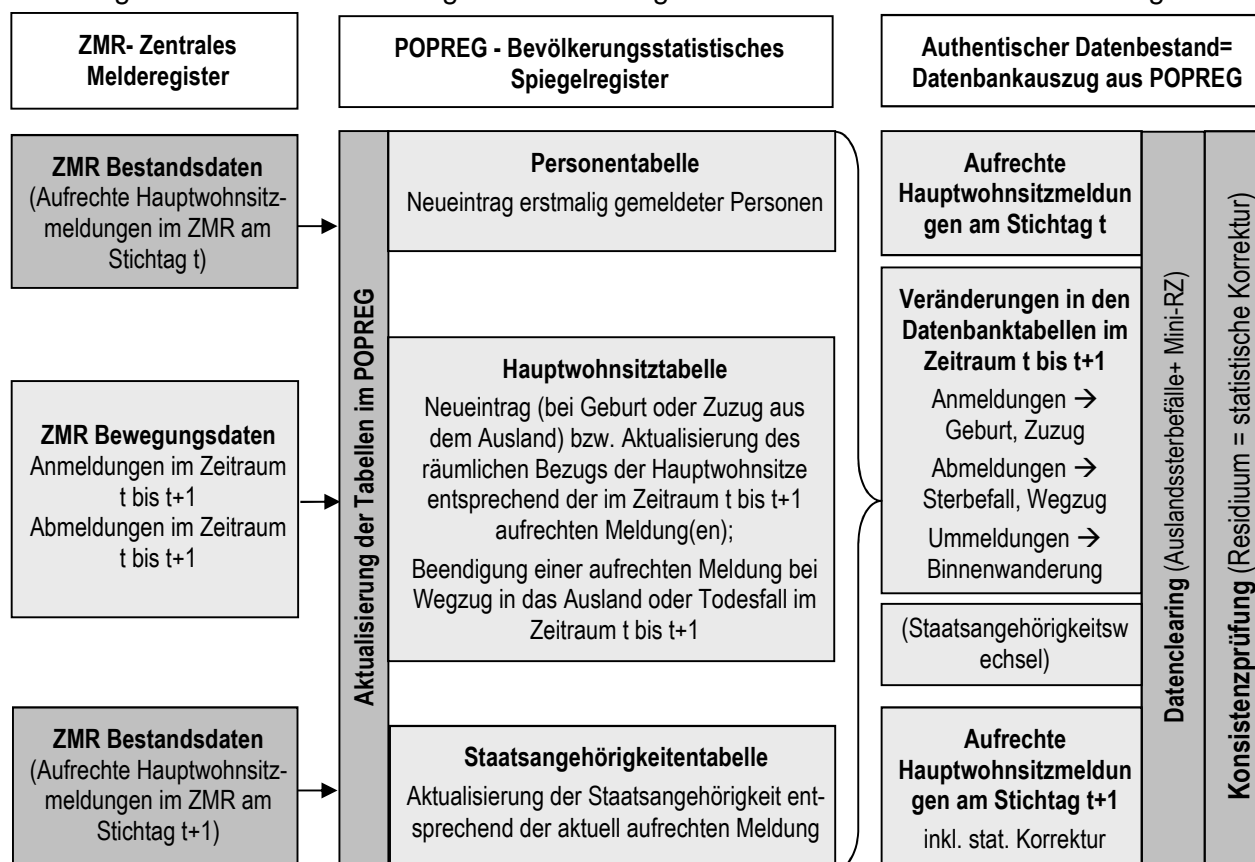 ZMR- Zentrales
Melderegister
POPREG - Bevölkerungsstatistisches
Spiegelregister
Authentischer Datenbestand=
Datenbankauszug aus POPREG
ZMR Bestandsdaten
(Aufrechte Hauptwohnsitz-
meldungen im ZMR am
Stichtag t)
ZMR Bewegungsdaten
Anmeldungen im Zeitraum
t bis t+1
Abmeldungen im Zeitraum
t bis t+1
ZMR Bestandsdaten
(Aufrechte Hauptwohnsitz-
meldungen im ZMR am
Stichtag t+1)
Aktualisierung der Tabellen im POPREG
Personentabelle
Neueintrag erstmalig gemeldeter Personen
Hauptwohnsitztabelle
Neueintrag (bei Geburt oder Zuzug aus
dem Ausland) bzw. Aktualisierung des
räumlichen Bezugs der Hauptwohnsitze
entsprechend der im Zeitraum t bis t+1
aufrechten Meldung(en);
Beendigung einer aufrechten Meldung bei
Wegzug in das Ausland oder Todesfall im
Zeitraum t bis t+1
Staatsangehörigkeitentabelle
Aktualisierung der Staatsangehörigkeit ent-
sprechend der aktuell aufrechten Meldung
Aufrechte
Hauptwohnsitzmeldun
gen am Stichtag t
Veränderungen in den
Datenbanktabellen im
Zeitraum t bis t+1
Anmeldungen →
Geburt, Zuzug
Abmeldungen →
Sterbefall, Wegzug
Ummeldungen →
Binnenwanderung
(Staatsangehörigkeitsw
echsel)
Aufrechte
Hauptwohnsitzmeldun
gen am Stichtag t+1
inkl. stat. Korrektur
Datenclearing (Auslandssterbefälle+ Mini-RZ)
Konsistenzprüfung (Residiuum = statistische Korrektur)